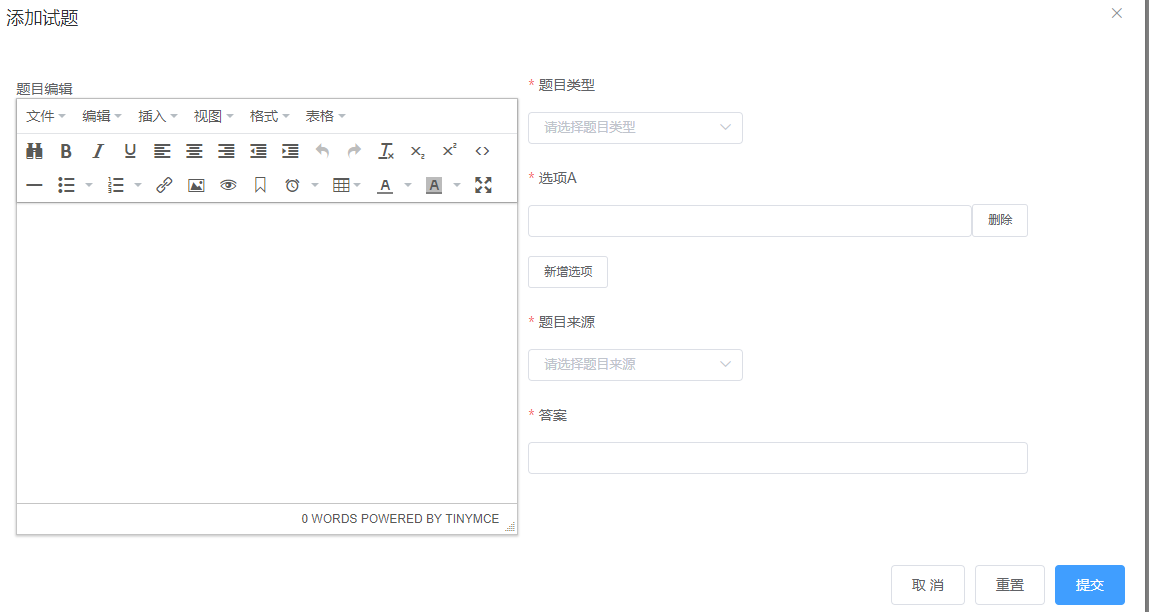 添加试题
题目编辑
文件 编辑 插入 视图 格式 表格
0 WORDS POWERED BY TINYMCE
* 题目类型
请选择题目类型
* 选项A
删除
新增选项
* 题目来源
请选择题目来源
* 答案
取 消 重置 提交